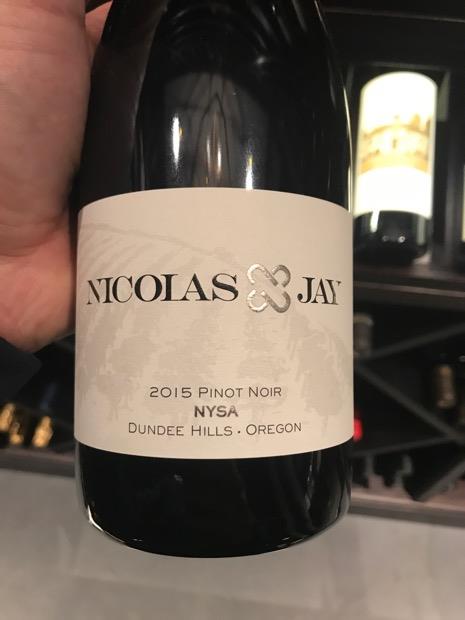 NICOLAS JAY
2015 PINOT NOIR
NYSA
DUNDEE HILLS • OREGON